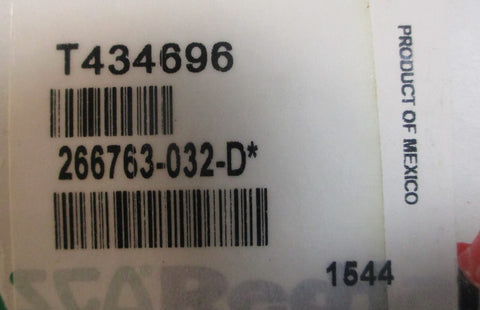 T434696
PRODUCT OF MEXICO
266763-032-D*
1544